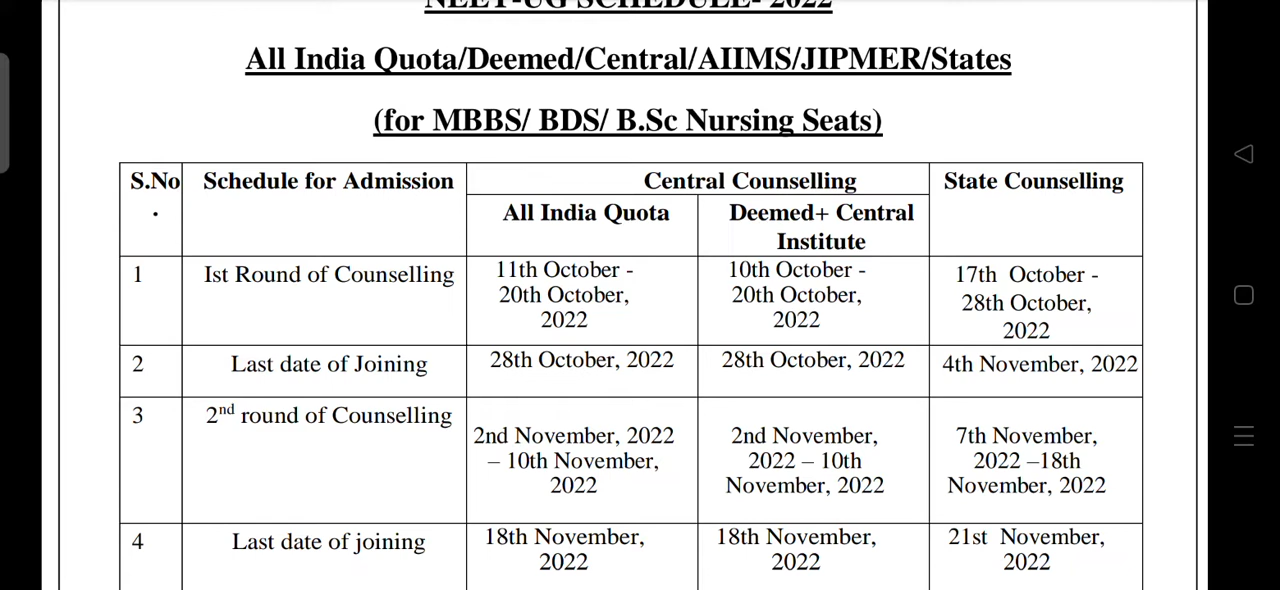 NEET-UG SCHEDULE- 2022
All India Quota/Deemed/Central/AIIMS/JIPMER/States
(for MBBS/ BDS/ B.Sc Nursing Seats)
S.No
.
Schedule for Admission
Central Counselling
State Counselling
All India Quota
Deemed+ Central
Institute
1
Ist Round of Counselling
11th October -
20th October,
2022
10th October -
20th October,
2022
17th October -
28th October,
2022
2
Last date of Joining
28th October, 2022
28th October, 2022
4th November, 2022
3
2nd round of Counselling
2nd November, 2022
– 10th November,
2022
2nd November,
2022 – 10th
November, 2022
7th November,
2022 –18th
November, 2022
4
Last date of joining
18th November,
2022
18th November,
2022
21st November,
2022